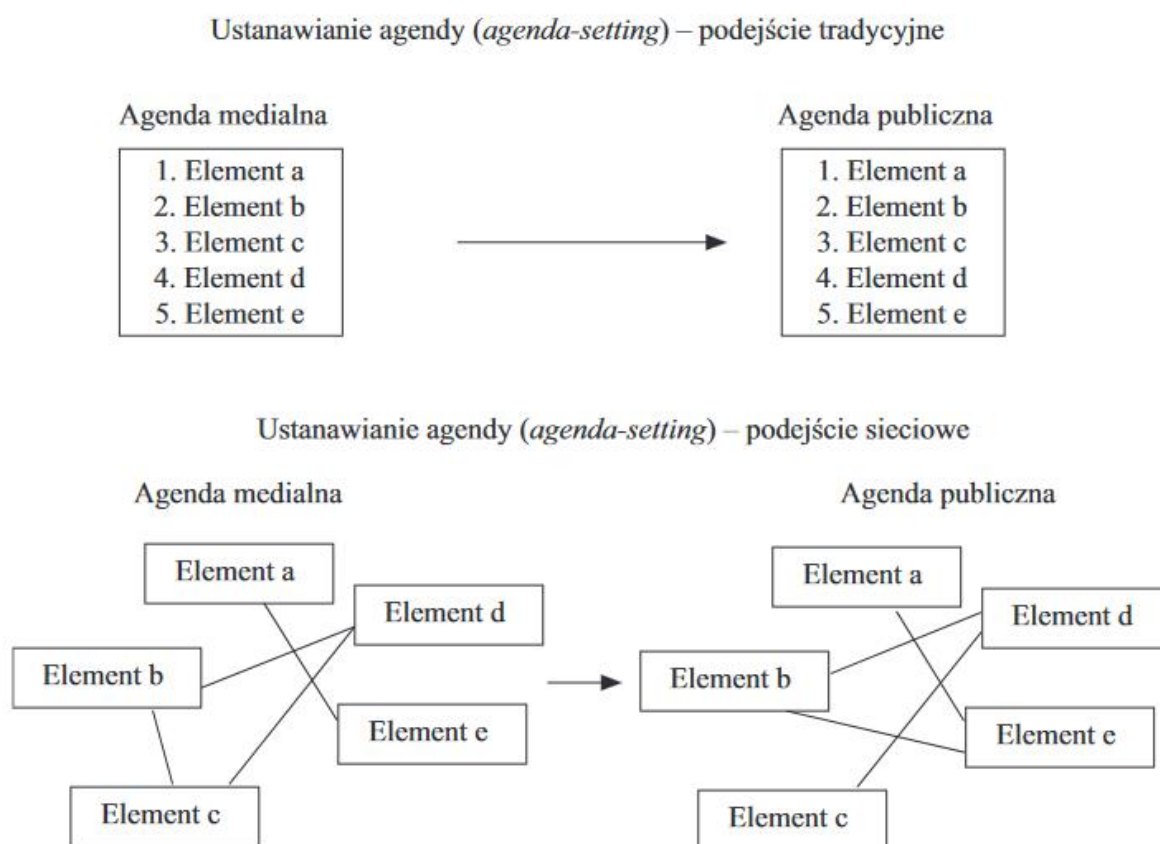 Ustanawianie agendy (agenda-setting) – podejście tradycyjne
Agenda medialna
1. Element a
2. Element b
3. Element c
4. Element d
5. Element e
Agenda publiczna
1. Element a
2. Element b
3. Element c
4. Element d
5. Element e
Ustanawianie agendy (agenda-setting) – podejście sieciowe
Agenda medialna
Element a
Element d
Element b
Element e
Element c
Agenda publiczna
Element a
Element d
Element b
Element e
Element c